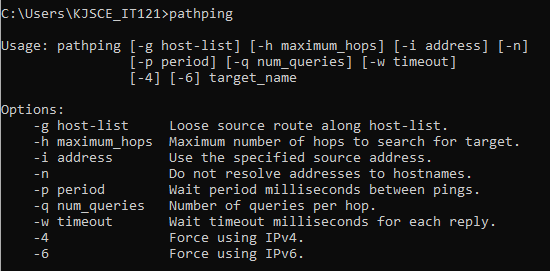 C:\Users\KJSCE_IT121>pathping
Usage: pathping [-g host-list] [-h maximum_hops] [-i address] [-n]
[-p period] [-q num_queries] [-w timeout]
[-4] [-6] target_name
Options:
-g host-list Loose source route along host-list.
-h maximum_hops Maximum number of hops to search for target.
-i address Use the specified source address.
-n Do not resolve addresses to hostnames.
-p period Wait period milliseconds between pings.
-q num_queries Number of queries per hop.
-w timeout Wait timeout milliseconds for each reply.
-4 Force using IPv4.
-6 Force using IPv6.